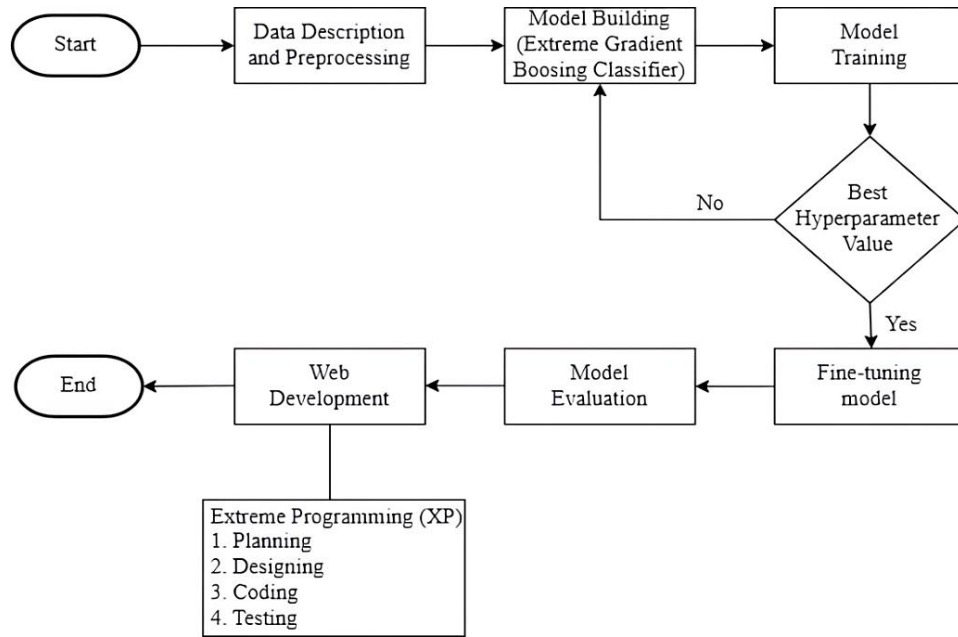 Start
Data Description
and Preprocessing
Model Building
(Extreme Gradient
Boosing Classifier)
Model
Training
Best
Hyperparameter
Value
No
Yes
Fine-tuning
model
Model
Evaluation
Web
Development
End
Extreme Programming (XP)
1. Planning
2. Designing
3. Coding
4. Testing